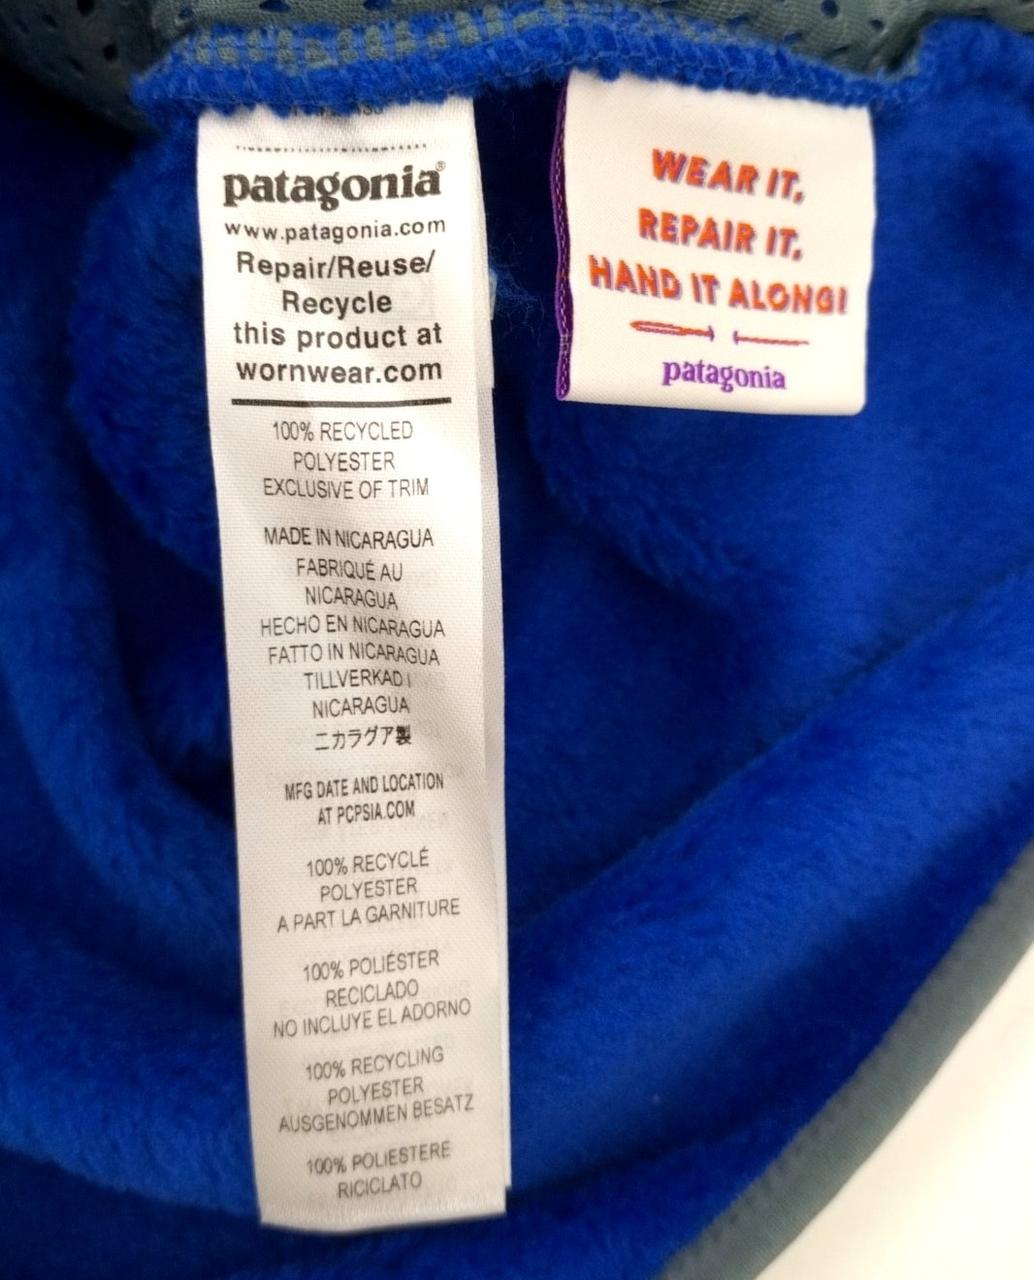 patagonia®
www.patagonia.com
Repair/Reuse/
Recycle
this product at
wornwear.com
100% RECYCLED
POLYESTER
EXCLUSIVE OF TRIM
MADE IN NICARAGUA
FABRIQUÉ AU
NICARAGUA
HECHO EN NICARAGUA
FATTO IN NICARAGUA
TILLVERKAD I
NICARAGUA
ニカラグア製
MFG DATE AND LOCATION
AT PCPSIA.COM
100% RECYCLÉ
POLYESTER
A PART LA GARNITURE
100% POLIÉSTER
RECICLADO
NO INCLUYE EL ADORNO
100% RECYCLING
POLYESTER
AUSGENOMMEN BESATZ
100% POLIESTERE
RICICLATO
WEAR IT,
REPAIR IT,
HAND IT ALONG!
patagonia